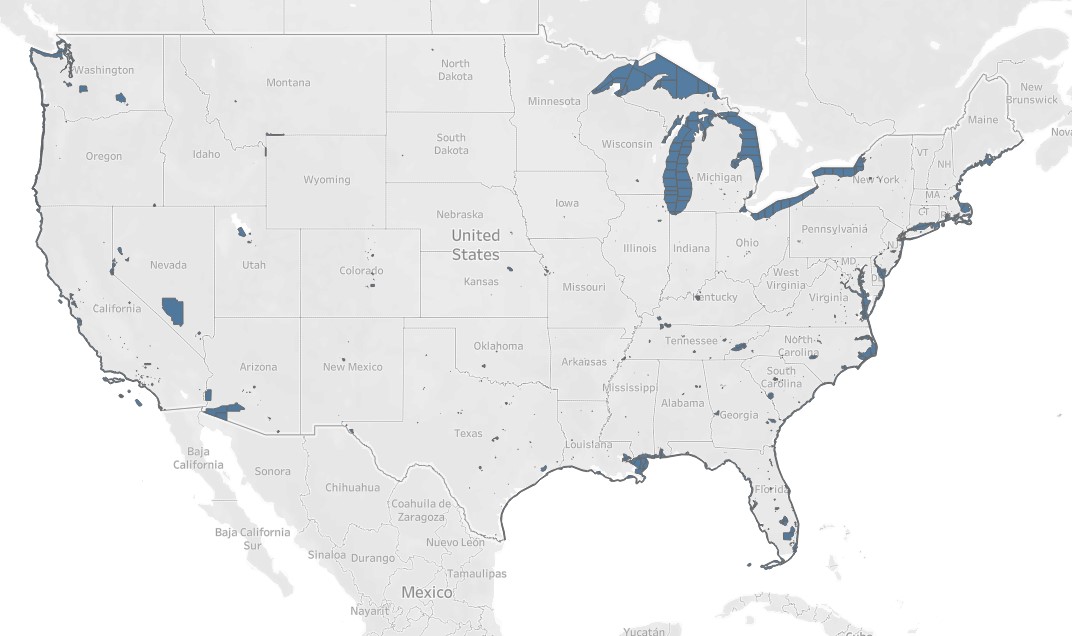 Washington
Montana
North
Dakota
Minnesota
New
Brunswick
Maine
Nova
Oregon
Idaho
South
Dakota
Wisconsin
VT
NH
Wyoming
Michigan
New York
MA
CT
Iowa
Nebraska
United
States
Pennsylvania
Nevada
Utah
Colorado
Kansas
Illinois
Indiana
Ohio
NJ
MD
DE
West
Virginia
Missouri
Virginia
Kentucky
California
Arizona
New Mexico
Oklahoma
Arkansas
Tennessee
North
Carolina
South
Carolina
Mississippi
Alabama
Georgia
Texas
Louisiana
Florida
Baja
California
Sonora
Chihuahua
Coahuila de
Zaragoza
Baja California
Sur
Sinaloa
Durango
Nuevo León
Tamaulipas
Mexico
Nayarit
Yucatán
Cuba